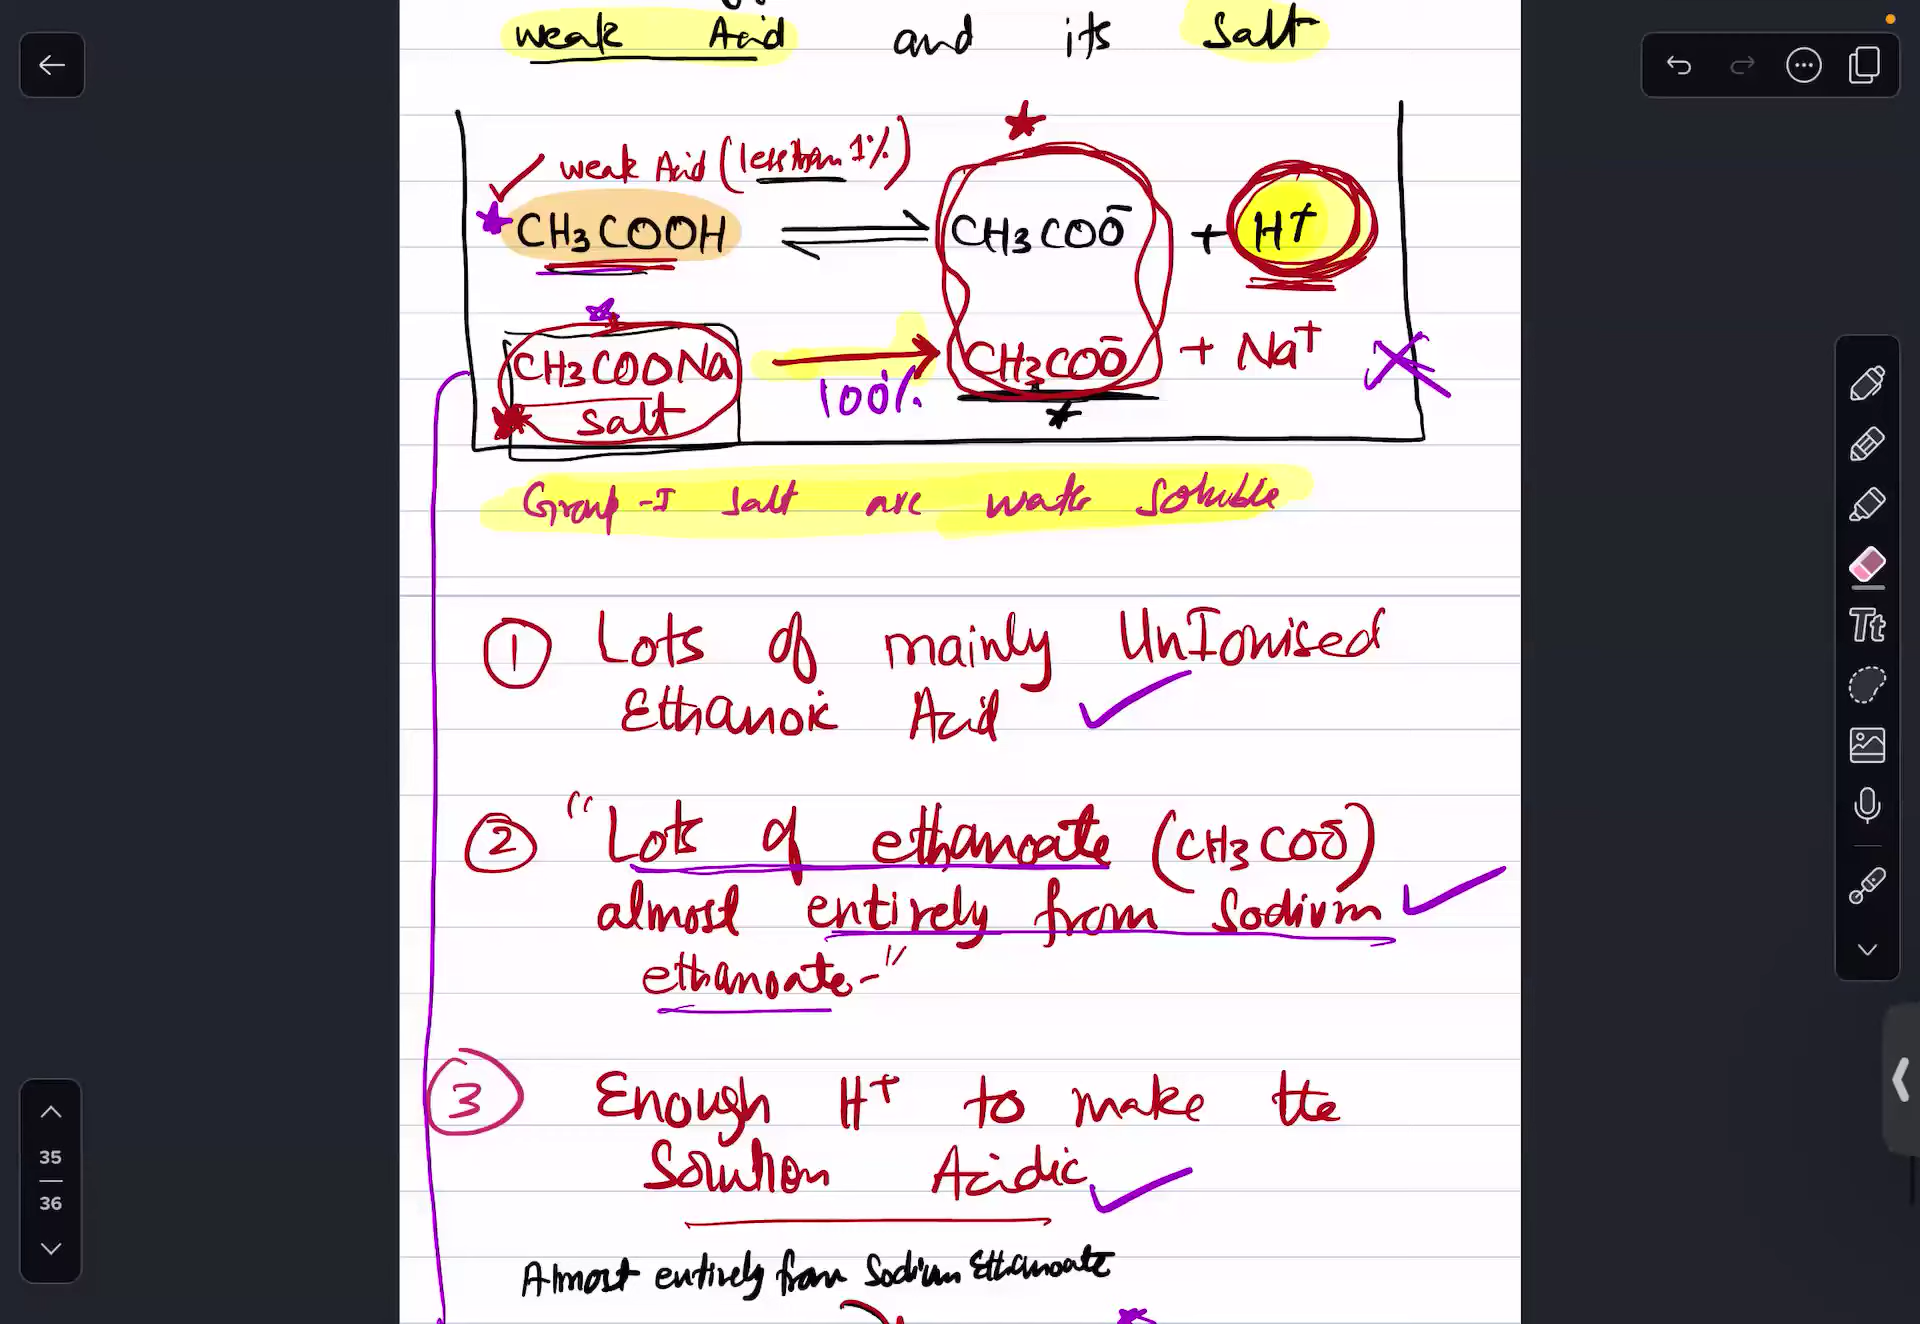 weak Acid and its Salt
weak Acid (less than 1%)
CH3COOH ⇌ CH3COO- + H+
CH3COONa → CH3COO- + Na+
100%
salt
Group-I salt are water soluble
1 Lots of mainly UnIonised
Ethanoic Acid
2 "Lots of ethanoate (CH3COO-)
almost entirely from Sodium
ethanoate-"
3 Enough H+ to make the
Solution Acidic
Almost entirely from Sodium Ethanoate
Tt
35
36